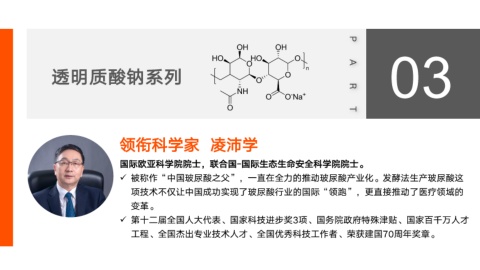 透明质酸钠系列
OH
OH
HO
O
HO
O
O
O
n
NH
O
O
O⁻Na⁺
P
A
R
T
03
领衔科学家 凌沛学
国际欧亚科学院院士，联合国-国际生态生命安全科学院院士。
✓ 被称作“中国玻尿酸之父”，一直在全力的推动玻尿酸产业化。发酵法生产玻尿酸这
项技术不仅让中国成功实现了玻尿酸行业的国际“领跑”，更直接推动了医疗领域的
变革。
✓ 第十二届全国人大代表、国家科技进步奖3项、国务院政府特殊津贴、国家百千万人才
工程、全国杰出专业技术人才、全国优秀科技工作者、荣获建国70周年奖章。